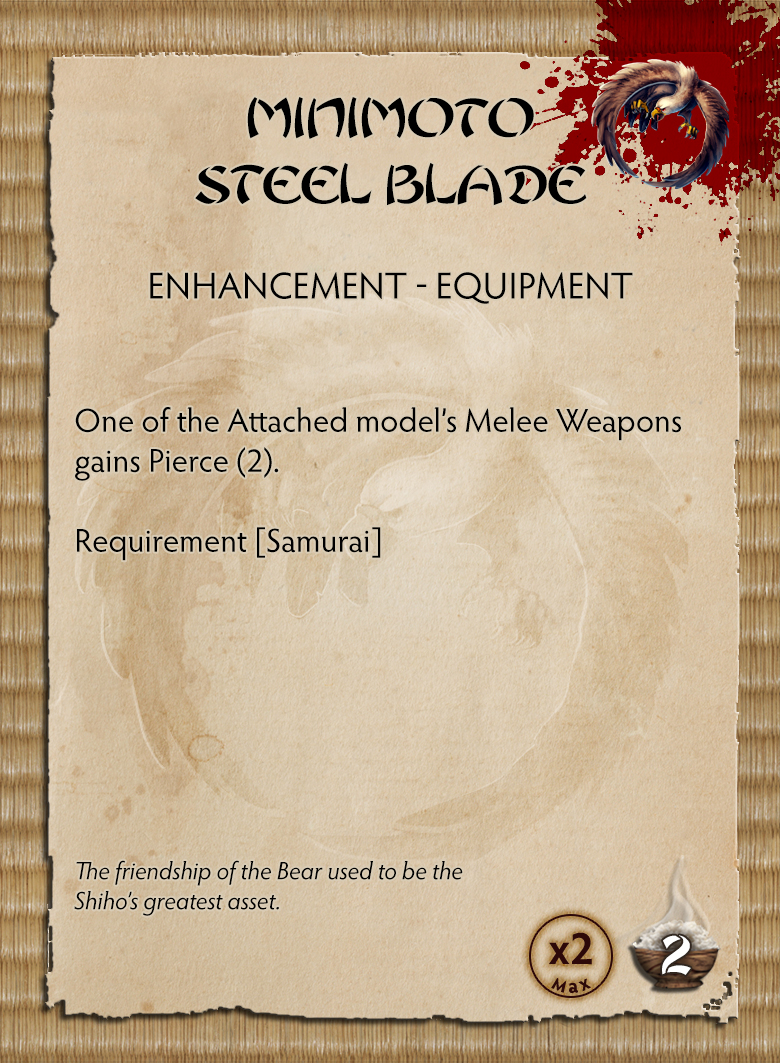 MINIMOTO
STEEL BLADE
ENHANCEMENT - EQUIPMENT
One of the Attached model's Melee Weapons
gains Pierce (2).
Requirement [Samurai]
The friendship of the Bear used to be the
Shiho's greatest asset.
x2
Max
2